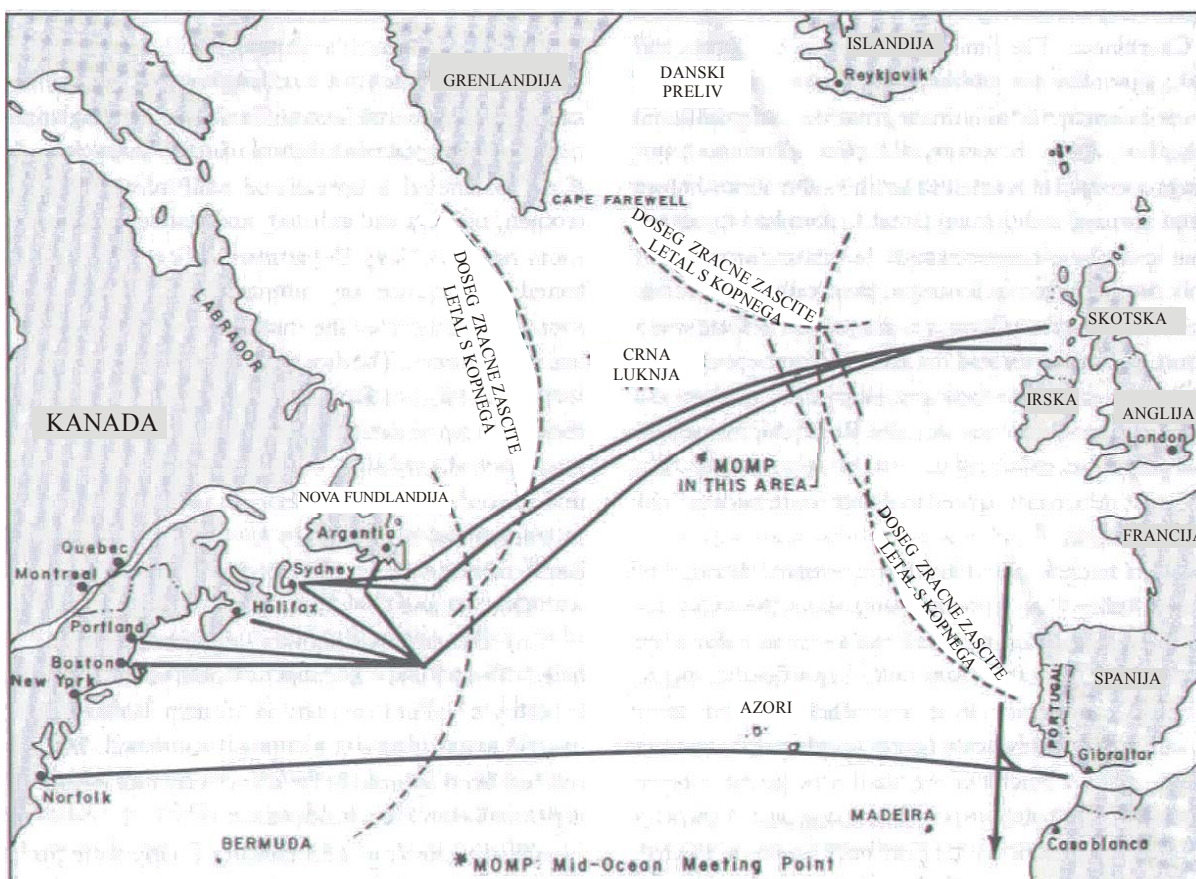 ISLANDIJA
Reykjavik
GRENLANDIJA
DANSKI
PRELIV
CAPE FAREWELL
DOSEG ZRACNE ZASCITE
LETAL S KOPNEGA
DOSEG ZRACNE ZASCITE
LETAL S KOPNEGA
LABRADOR
SKOTSKA
CRNA
LUKNJA
IRSKA
ANGLIJA
London
KANADA
MOMP
IN THIS AREA
NOVA FUNDLANDIJA
Argentia
FRANCIJA
DOSEG ZRACNE ZASCITE
LETAL S KOPNEGA
Quebec
Montreal
Sydney
Holifox
Portland
Boston
New York
SPANIJA
PORTUGAL
AZORI
Gibraltar
Norfolk
MADEIRA
Casablanca
BERMUDA
* MOMP: Mid-Ocean Meeting Point